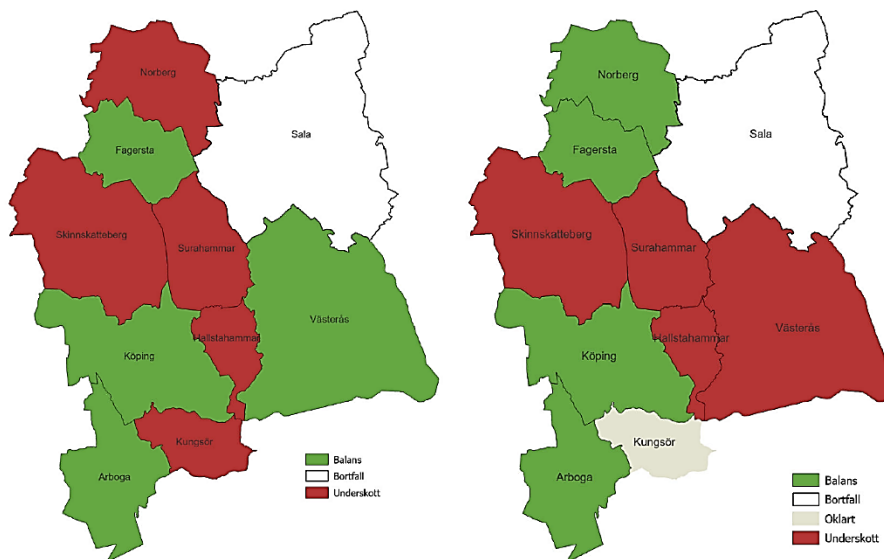 Norberg
Sala
Fagersta
Skinnskatteberg
Surahammar
Västerås
Hallstahammar
Köping
Kungsör
Arboga
Balans
Bortfall
Underskott
Norberg
Sala
Fagersta
Skinnskatteberg
Surahammar
Västerås
Hallstahammar
Köping
Kungsör
Arboga
Balans
Bortfall
Oklart
Underskott